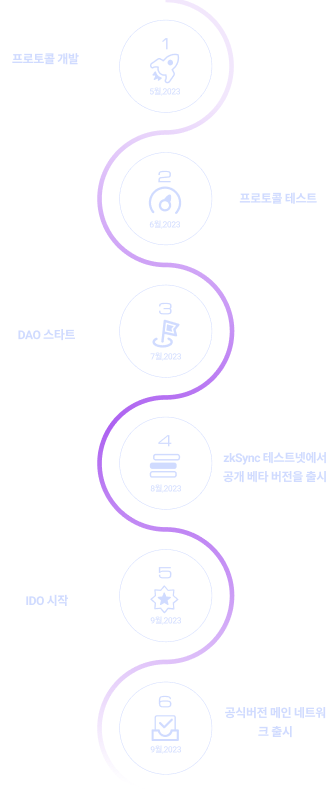 1
프로토콜 개발
5월,2023
2
프로토콜 테스트
6월,2023
3
DAO 스타트
7월,2023
4
zkSync 테스트넷에서
공개 베타 버전을 출시
8월,2023
5
IDO 시작
9월,2023
6
공식버전 메인 네트워
크 출시
9월,2023